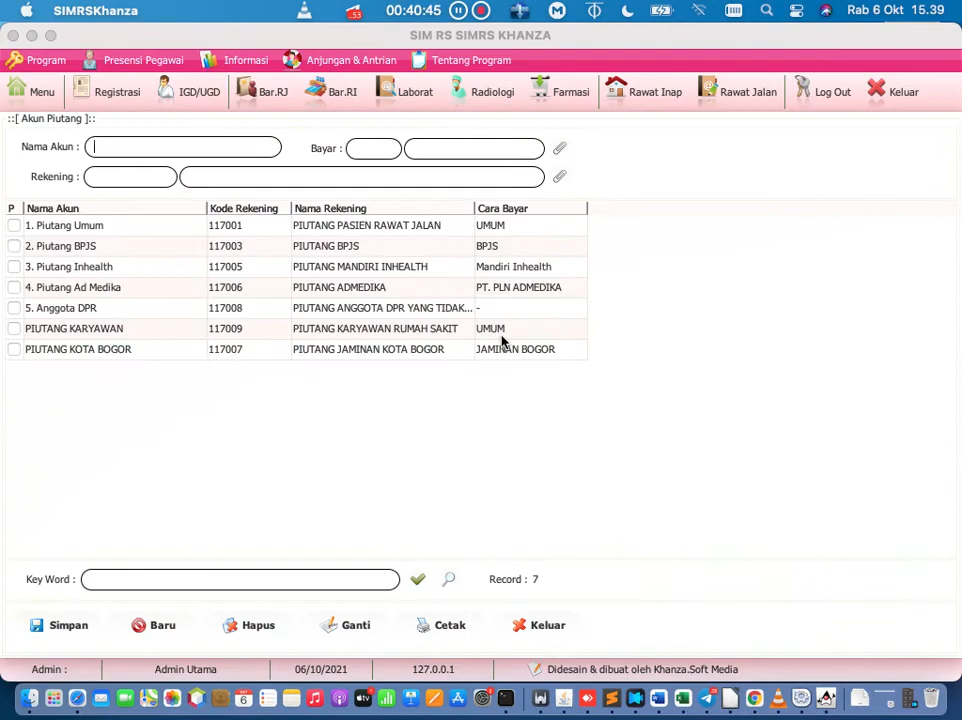 SIMRSKhanza 53 00:40:45 Rab 6 Okt 15.39
SIM RS SIMRS KHANZA
Program Presensi Pegawai Informasi Anjungan & Antrian Tentang Program
Menu Registrasi IGD/UGD Bar.RJ Bar.RI Laborat Radiologi Farmasi Rawat Inap Rawat Jalan Log Out Keluar
::[ Akun Piutang ]::
Nama Akun : Bayar :
Rekening :
P Nama Akun Kode Rekening Nama Rekening Cara Bayar
1. Piutang Umum 117001 PIUTANG PASIEN RAWAT JALAN UMUM
2. Piutang BPJS 117003 PIUTANG BPJS BPJS
3. Piutang Inhealth 117005 PIUTANG MANDIRI INHEALTH Mandiri Inhealth
4. Piutang Ad Medika 117006 PIUTANG ADMEDIKA PT. PLN ADMEDIKA
5. Anggota DPR 117008 PIUTANG ANGGOTA DPR YANG TIDAK... -
PIUTANG KARYAWAN 117009 PIUTANG KARYAWAN RUMAH SAKIT UMUM
PIUTANG KOTA BOGOR 117007 PIUTANG JAMINAN KOTA BOGOR JAMINAN BOGOR
Key Word : Record : 7
Simpan Baru Hapus Ganti Cetak Keluar
Admin : Admin Utama 06/10/2021 127.0.0.1 Didesain & dibuat oleh Khanza.Soft Media